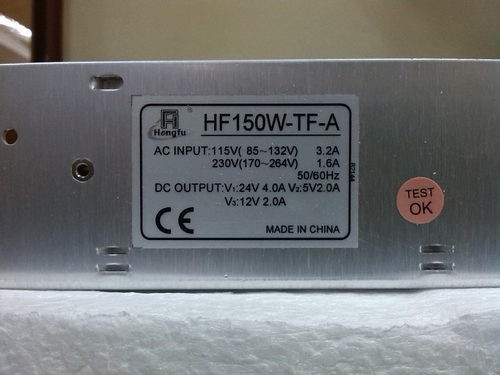 Hengfu
®
HF150W-TF-A
AC INPUT:115V( 85~132V) 3.2A
230V(170~264V) 1.6A
50/60Hz
DC OUTPUT:V1:24V 4.0A V2:5V2.0A
V3:12V 2.0A
CE
MADE IN CHINA
TEST
OK